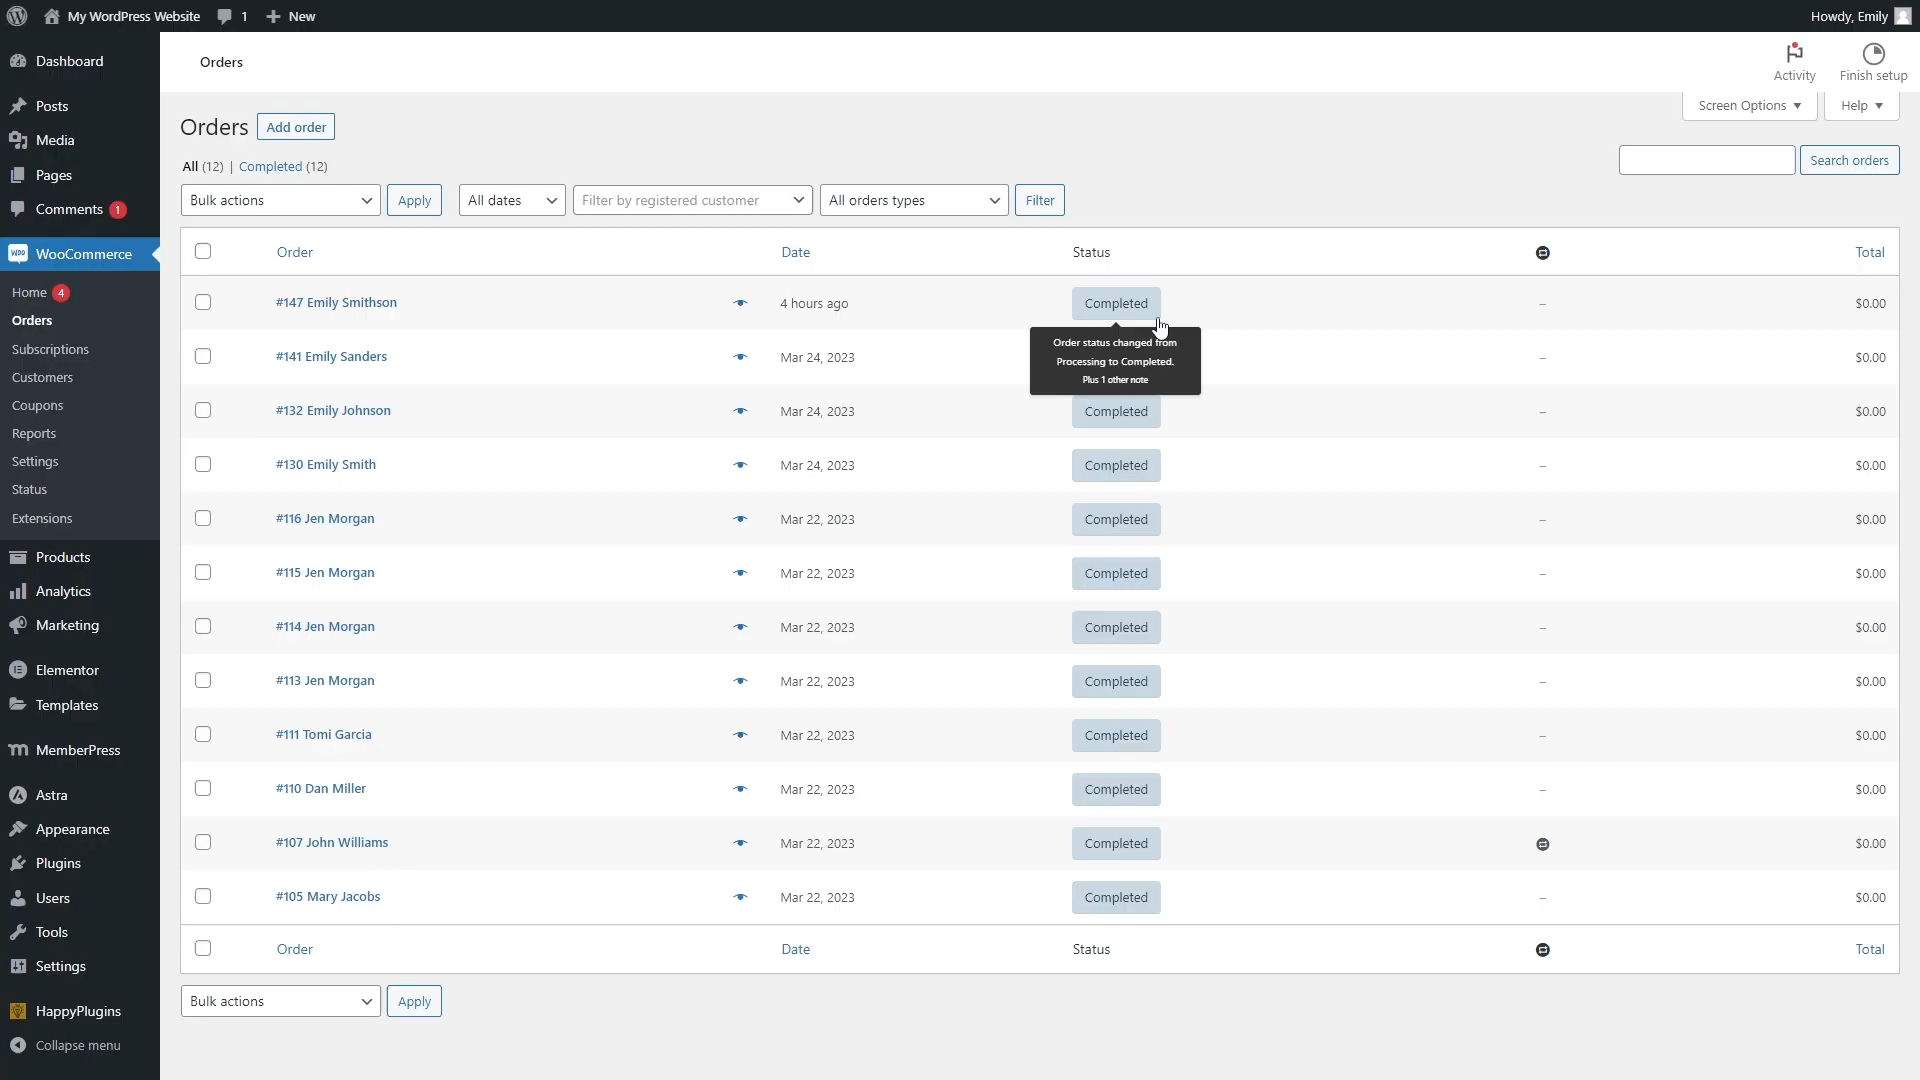 My WordPress Website 1 New Howdy, Emily
Dashboard
Posts
Media
Pages
Comments 1
WooCommerce
Home 4
Orders
Subscriptions
Customers
Coupons
Reports
Settings
Status
Extensions
Products
Analytics
Marketing
Elementor
Templates
MemberPress
Astra
Appearance
Plugins
Users
Tools
Settings
HappyPlugins
Collapse menu
Orders
Activity
Finish setup
Screen Options
Help
Orders Add order
All (12) | Completed (12)
Search orders
Bulk actions Apply All dates Filter by registered customer All orders types Filter
Order Date Status Total
#147 Emily Smithson 4 hours ago Completed – $0.00
Order status changed from
Processing to Completed.
Plus 1 other note
#141 Emily Sanders Mar 24, 2023 – $0.00
#132 Emily Johnson Mar 24, 2023 Completed – $0.00
#130 Emily Smith Mar 24, 2023 Completed – $0.00
#116 Jen Morgan Mar 22, 2023 Completed – $0.00
#115 Jen Morgan Mar 22, 2023 Completed – $0.00
#114 Jen Morgan Mar 22, 2023 Completed – $0.00
#113 Jen Morgan Mar 22, 2023 Completed – $0.00
#111 Tomi Garcia Mar 22, 2023 Completed – $0.00
#110 Dan Miller Mar 22, 2023 Completed – $0.00
#107 John Williams Mar 22, 2023 Completed $0.00
#105 Mary Jacobs Mar 22, 2023 Completed – $0.00
Order Date Status Total
Bulk actions Apply